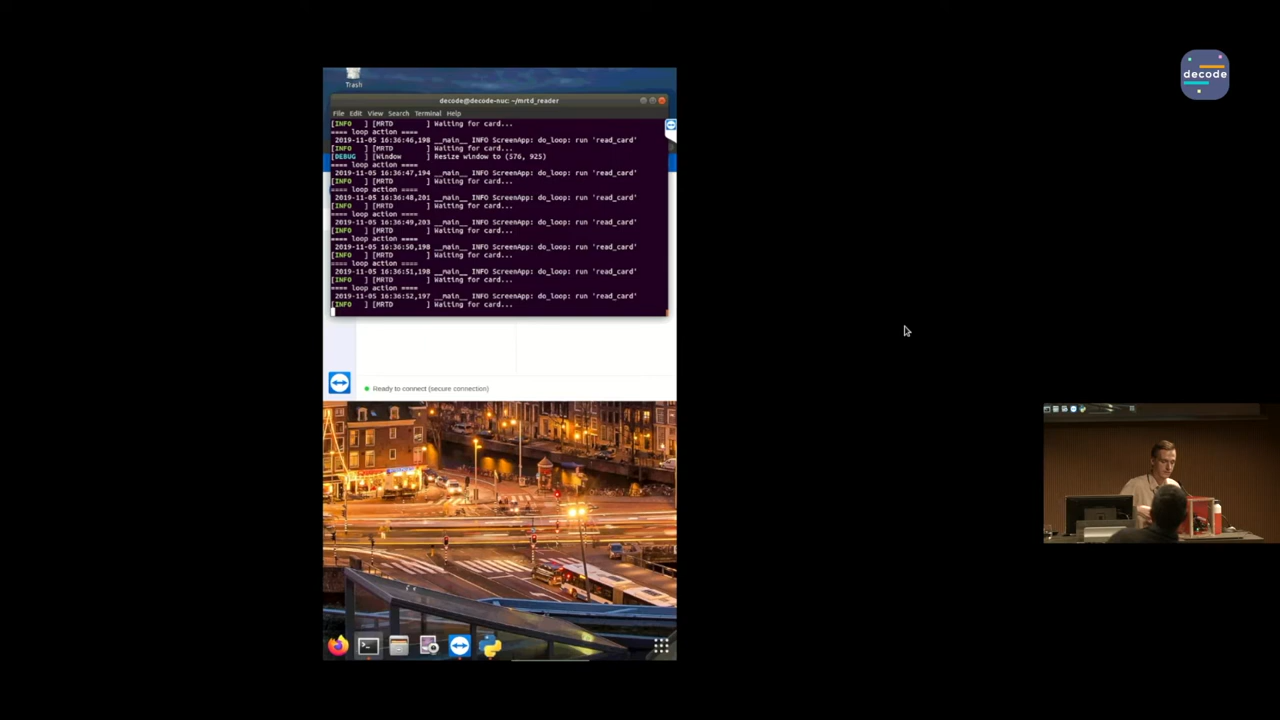 decode
Trash
decode@decode-nuc: ~/mrtd_reader
File Edit View Search Terminal Help
[INFO   ] [MRTD        ] Waiting for card...
==== loop action ====
2019-11-05 16:36:46,198 __main__ INFO ScreenApp: do_loop: run 'read_card'
[INFO   ] [MRTD        ] Waiting for card...
[DEBUG  ] [Window      ] Resize window to (576, 925)
==== loop action ====
2019-11-05 16:36:47,194 __main__ INFO ScreenApp: do_loop: run 'read_card'
[INFO   ] [MRTD        ] Waiting for card...
==== loop action ====
2019-11-05 16:36:48,201 __main__ INFO ScreenApp: do_loop: run 'read_card'
[INFO   ] [MRTD        ] Waiting for card...
==== loop action ====
2019-11-05 16:36:49,203 __main__ INFO ScreenApp: do_loop: run 'read_card'
[INFO   ] [MRTD        ] Waiting for card...
==== loop action ====
2019-11-05 16:36:50,198 __main__ INFO ScreenApp: do_loop: run 'read_card'
[INFO   ] [MRTD        ] Waiting for card...
==== loop action ====
2019-11-05 16:36:51,198 __main__ INFO ScreenApp: do_loop: run 'read_card'
[INFO   ] [MRTD        ] Waiting for card...
==== loop action ====
2019-11-05 16:36:52,197 __main__ INFO ScreenApp: do_loop: run 'read_card'
[INFO   ] [MRTD        ] Waiting for card...
Ready to connect (secure connection)